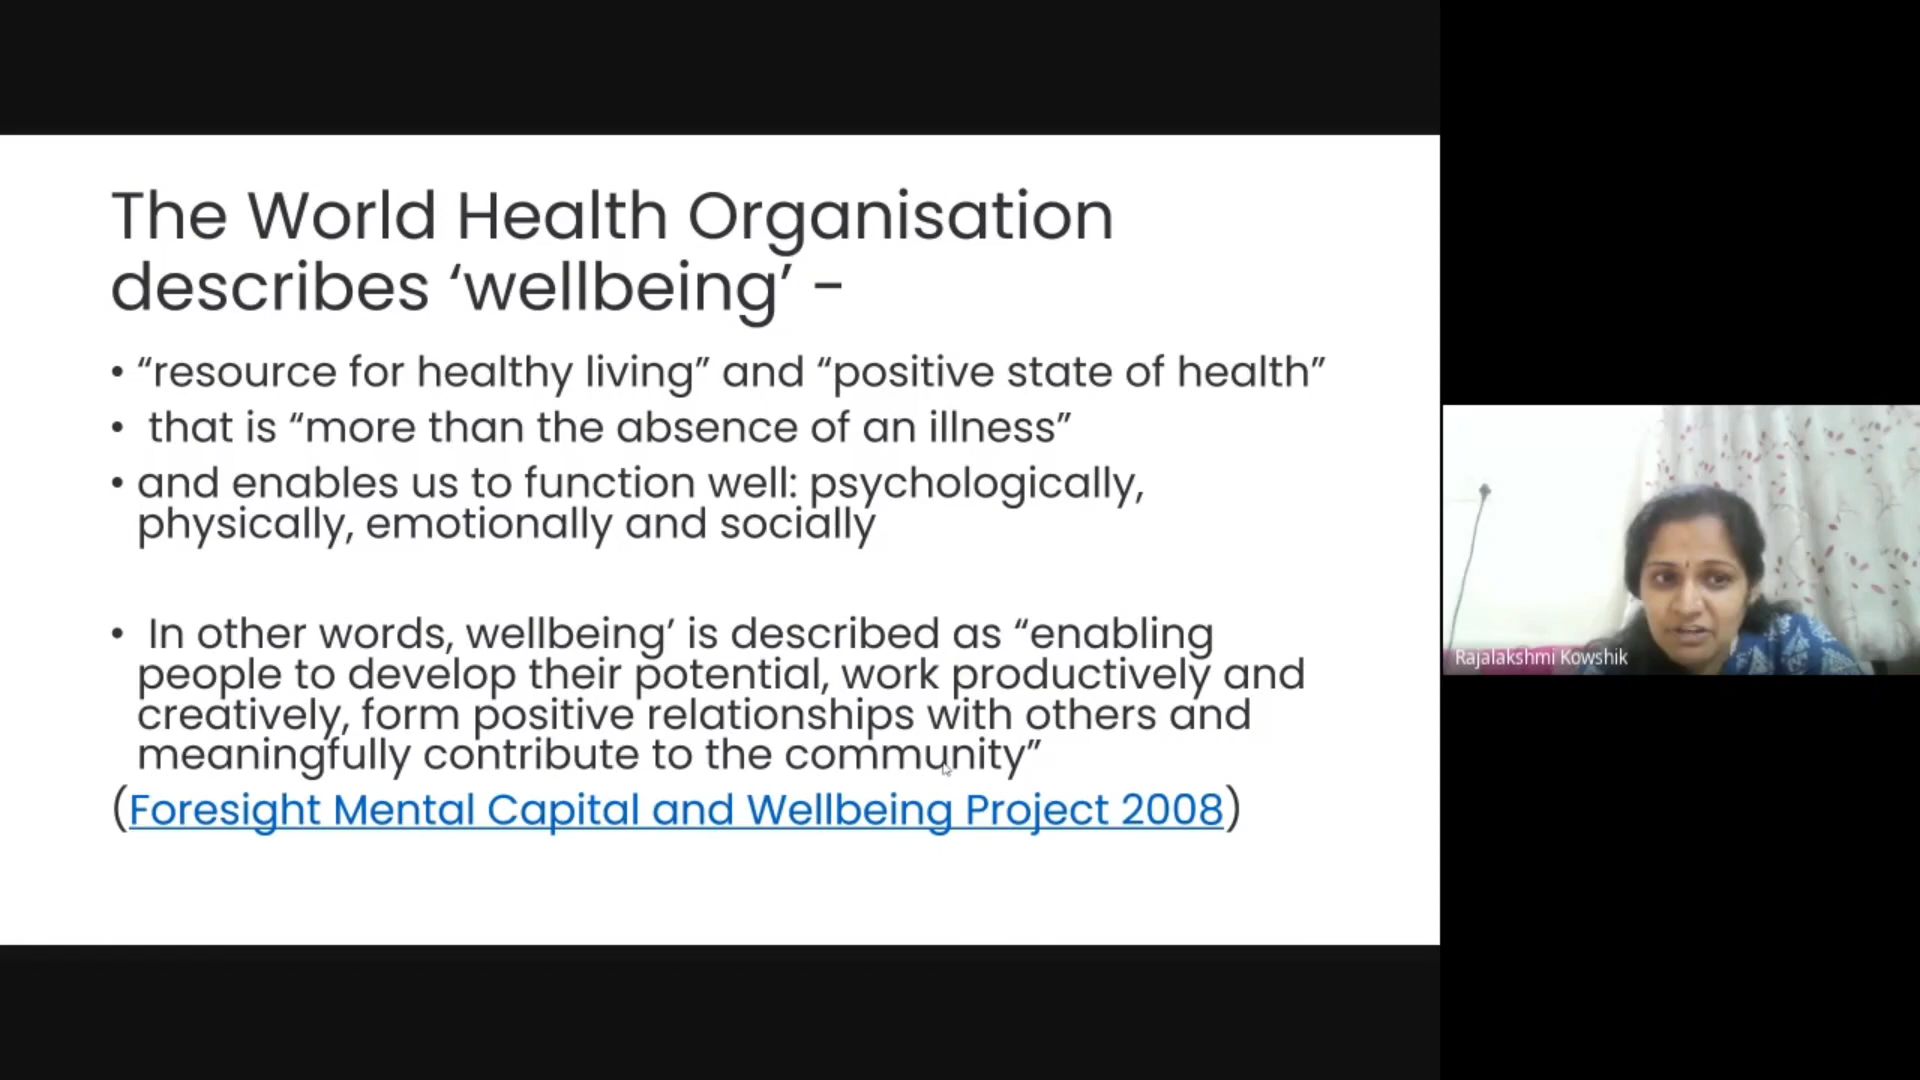 The World Health Organisation
describes ‘wellbeing’ -
• “resource for healthy living” and “positive state of health”
• that is “more than the absence of an illness”
• and enables us to function well: psychologically,
physically, emotionally and socially
• In other words, wellbeing’ is described as “enabling
people to develop their potential, work productively and
creatively, form positive relationships with others and
meaningfully contribute to the community”
(Foresight Mental Capital and Wellbeing Project 2008)
Rajalakshmi Kowshik